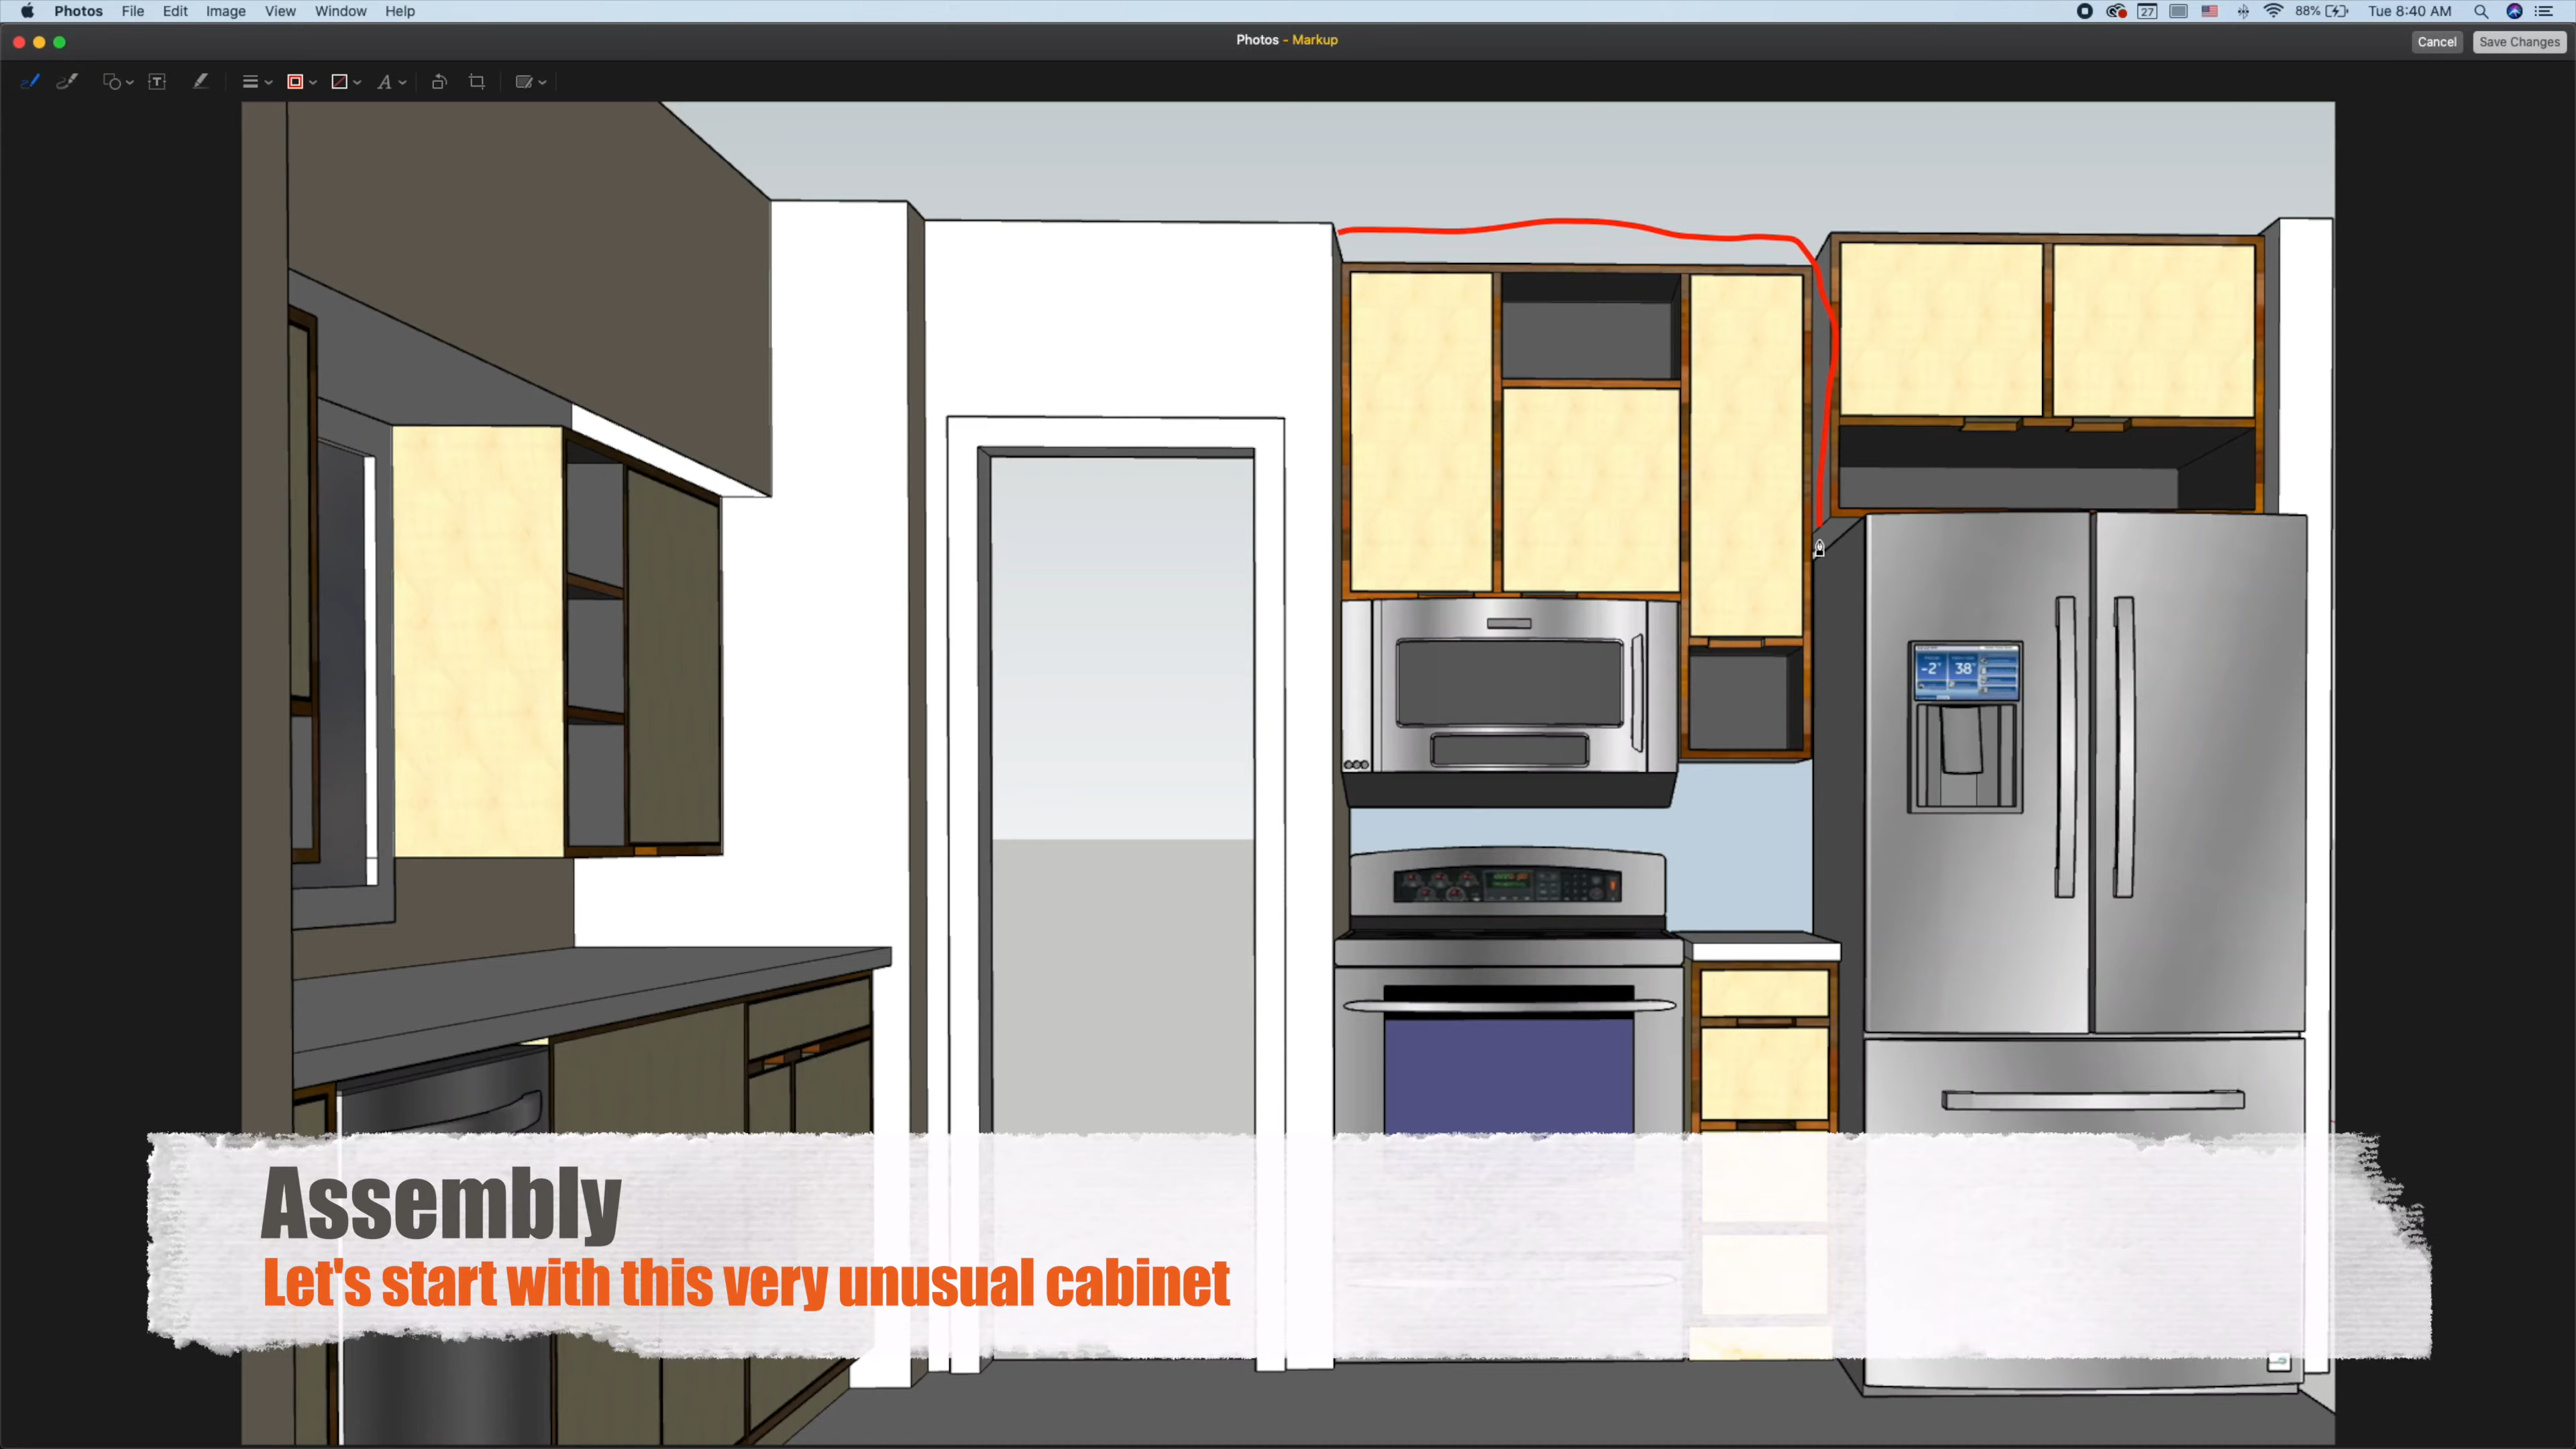 Photos File Edit Image View Window Help 27 88% Tue 8:40 AM
Photos - Markup
Cancel Save Changes
T
A
-2° 38°
Assembly
Let's start with this very unusual cabinet